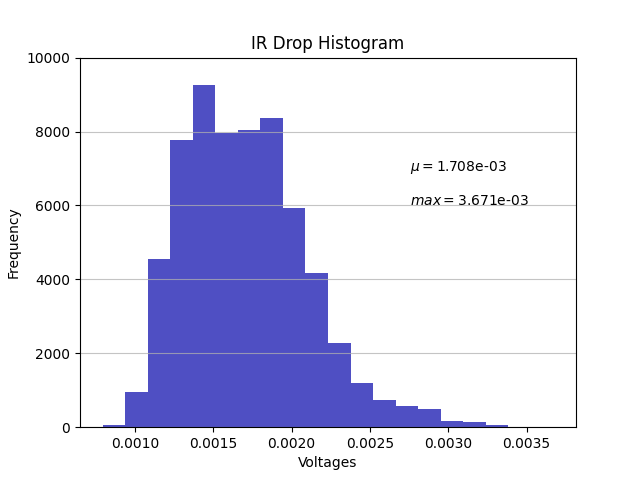 IR Drop Histogram
10000
8000
6000
4000
2000
0
Frequency
μ = 1.708e-03
max = 3.671e-03
0.0010 0.0015 0.0020 0.0025 0.0030 0.0035
Voltages